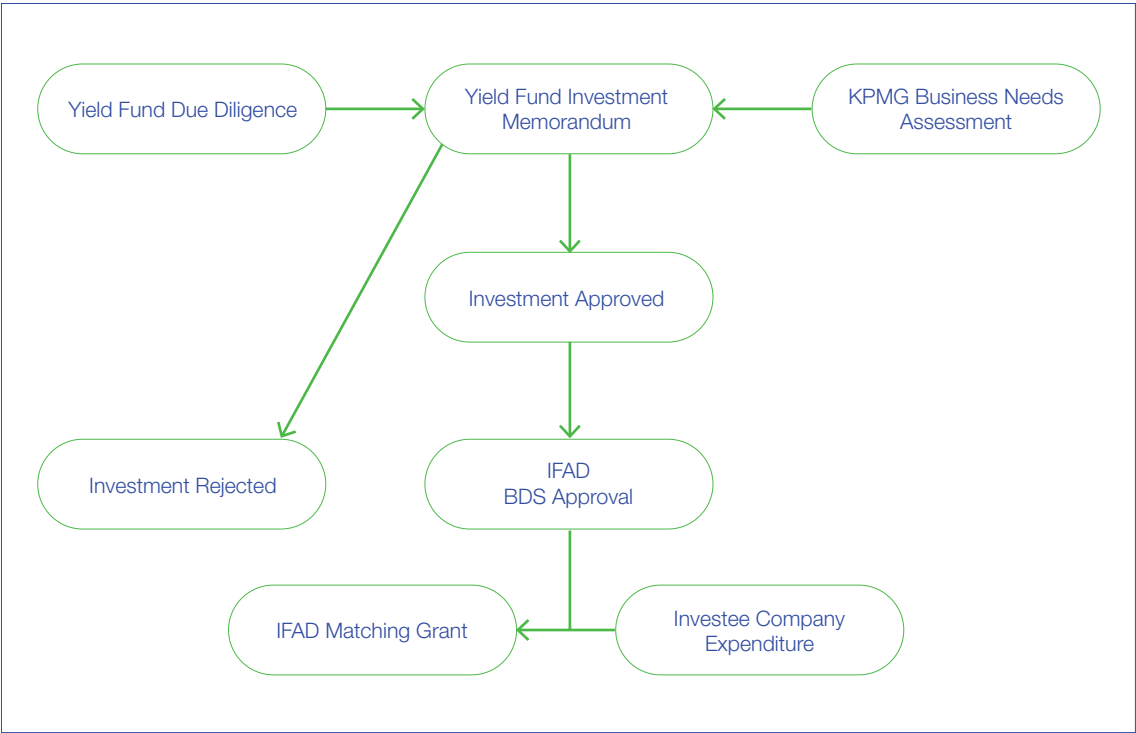 Yield Fund Due Diligence
Yield Fund Investment
Memorandum
KPMG Business Needs
Assessment
Investment Approved
Investment Rejected
IFAD
BDS Approval
IFAD Matching Grant
Investee Company
Expenditure